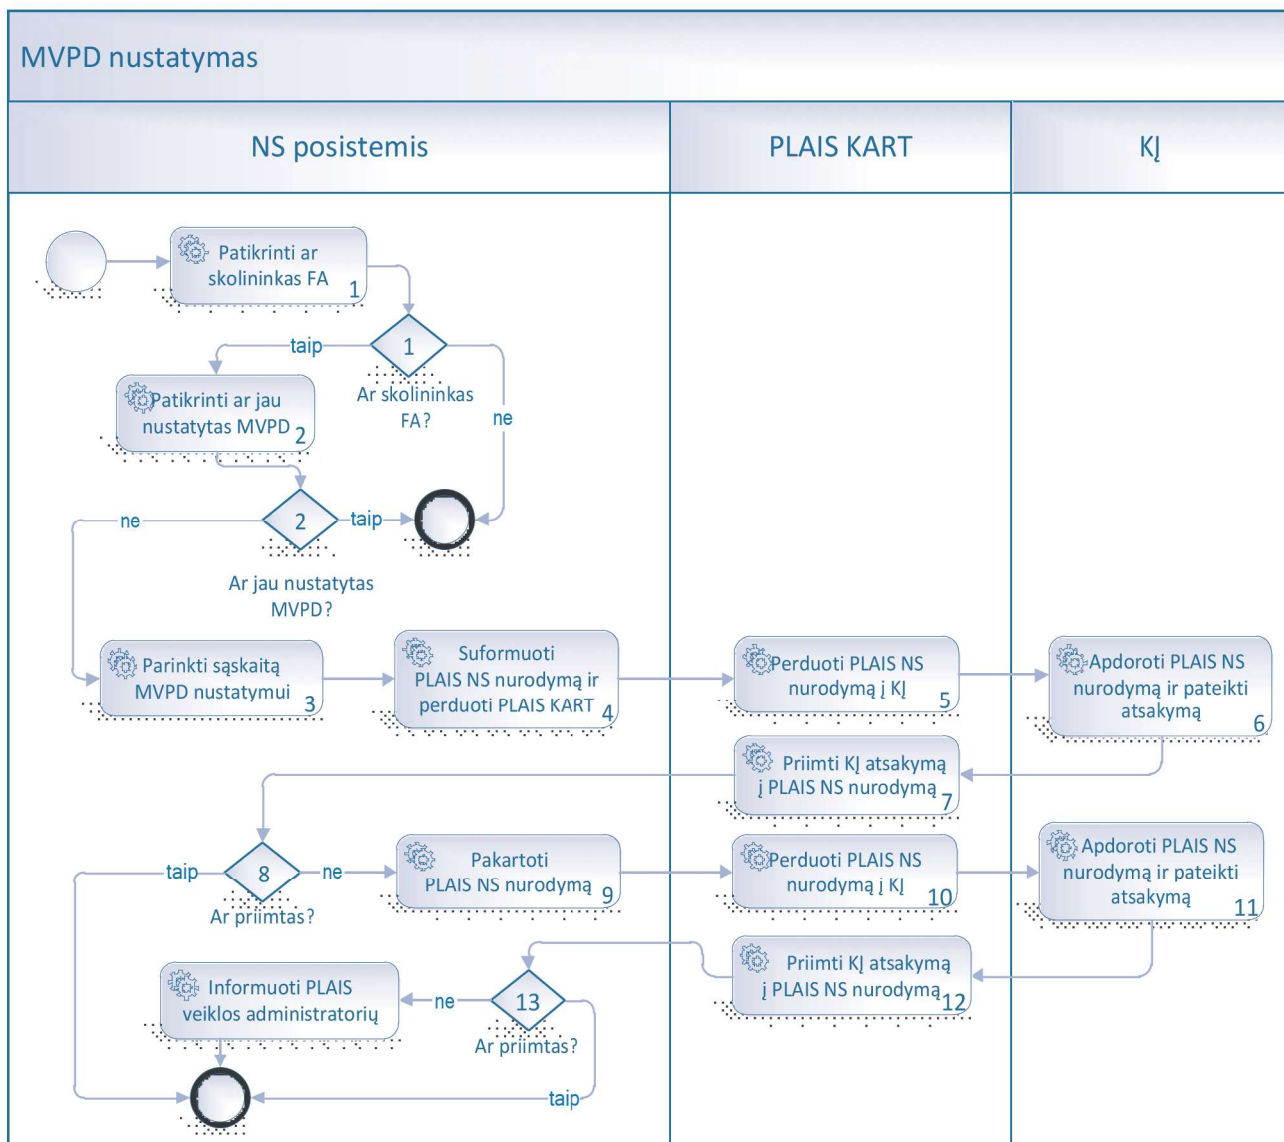 MVPD nustatymas
NS posistemis
PLAIS KART
KĮ
Patikrinti ar
skolininkas FA
1
1
taip
Ar skolininkas
FA?
ne
Patikrinti ar jau
nustatytas MVPD
2
2
ne
taip
Ar jau nustatytas
MVPD?
Parinkti sąskaitą
MVPD nustatymui
3
Suformuoti
PLAIS NS nurodymą ir
perduoti PLAIS KART
4
Perduoti PLAIS NS
nurodymą į KĮ
5
Apdoroti PLAIS NS
nurodymą ir pateikti
atsakymą
6
Priimti KĮ atsakymą
į PLAIS NS nurodymą
7
taip
8
ne
Ar priimtas?
Pakartoti
PLAIS NS nurodymą
9
Perduoti PLAIS NS
nurodymą į KĮ
10
Apdoroti PLAIS NS
nurodymą ir pateikti
atsakymą
11
Priimti KĮ atsakymą
į PLAIS NS nurodymą
12
Informuoti PLAIS
veiklos administratorių
ne
13
Ar priimtas?
taip